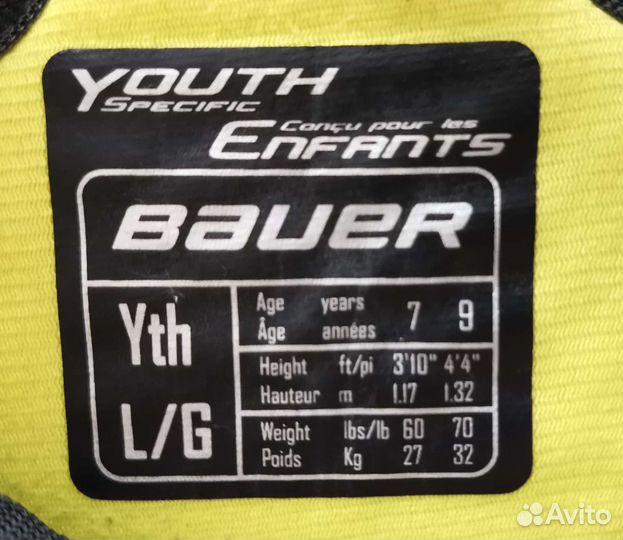 YOUTH
SPECIFIC
Conçu pour les
ENFANTS
BAUER
Yth
L/G
Age years 7 9
Âge années
Height ft/pi 3'10" 4'4"
Hauteur m 1.17 1.32
Weight lbs/lb 60 70
Poids Kg 27 32
Avito